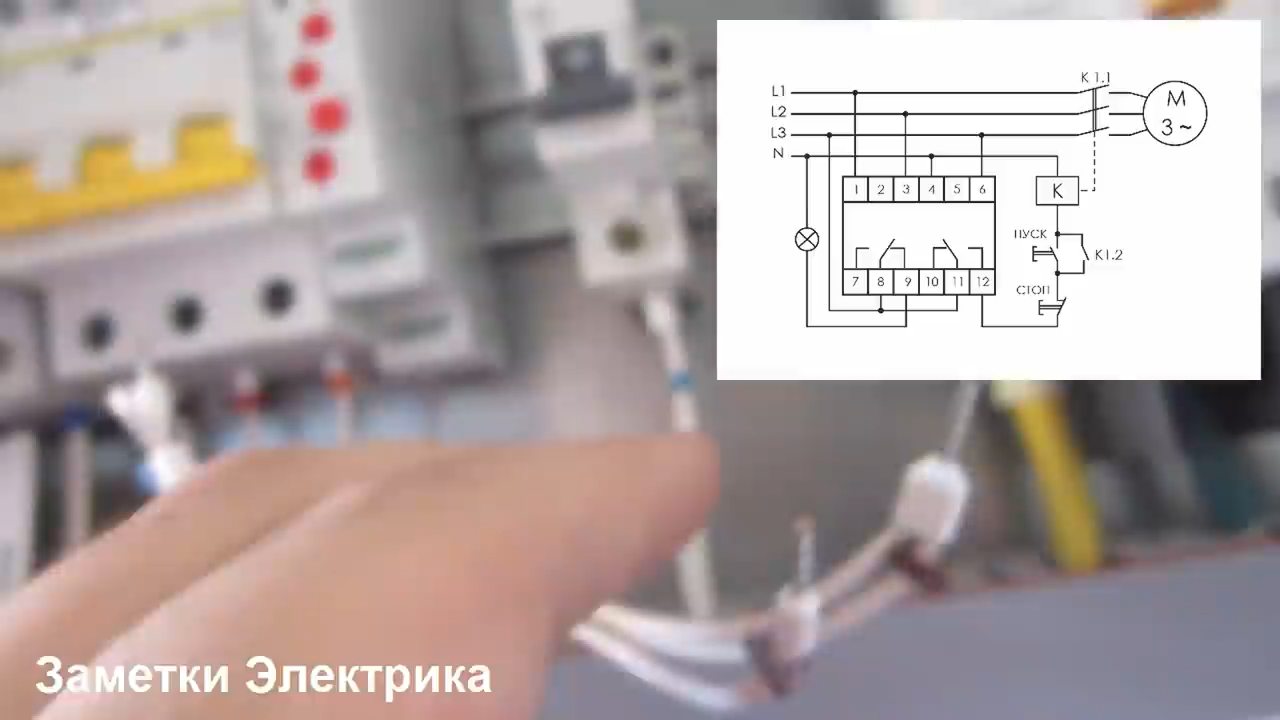 К 1.1
L1
L2
L3
N
M
3 ~
1 2 3 4 5 6
К
ПУСК
К1.2
7 8 9 10 11 12
СТОП
Заметки Электрика